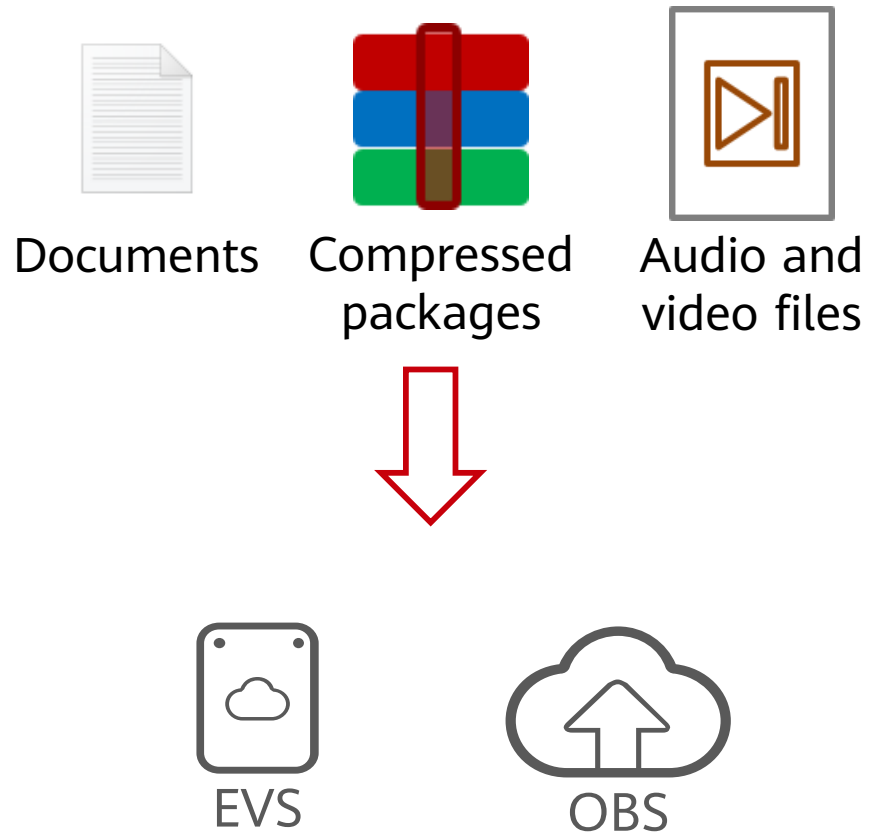 Documents
Compressed
packages
Audio and
video files
EVS
OBS